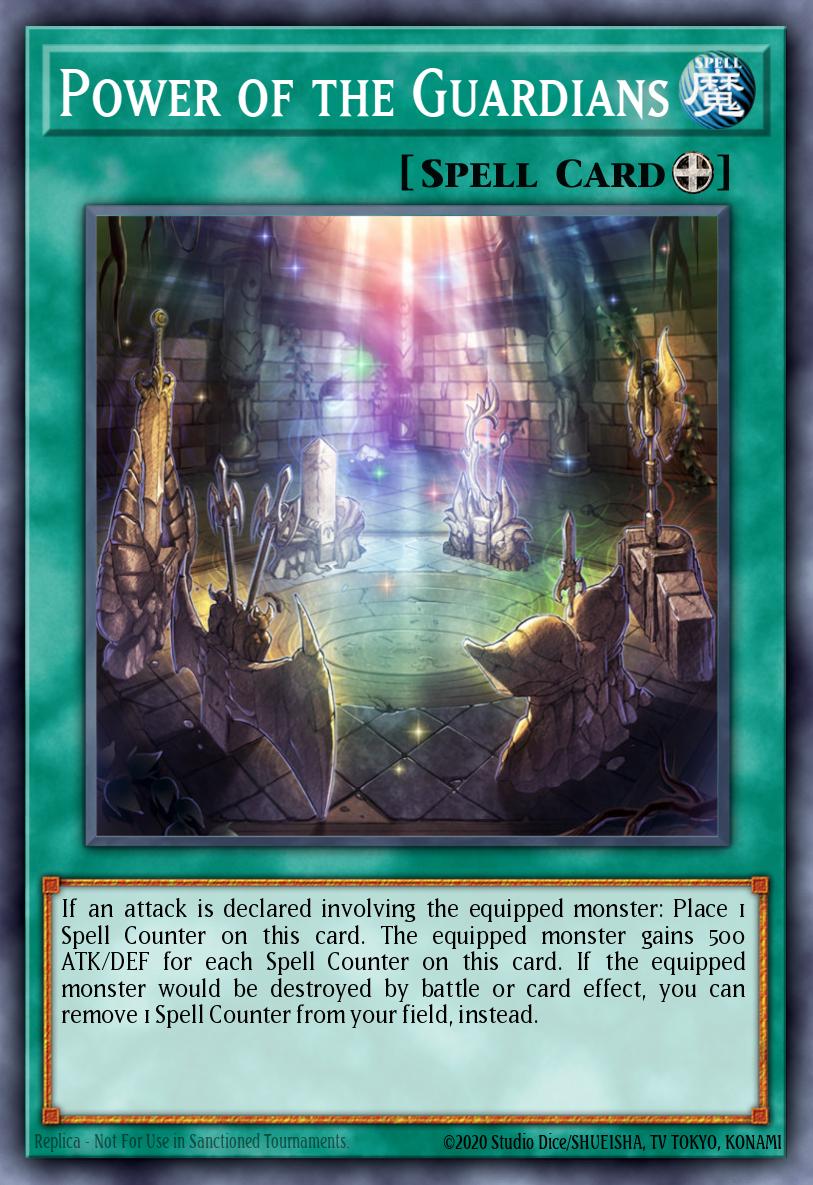 Power of the Guardians
SPELL
魔
[Spell Card]
If an attack is declared involving the equipped monster: Place 1
Spell Counter on this card. The equipped monster gains 500
ATK/DEF for each Spell Counter on this card. If the equipped
monster would be destroyed by battle or card effect, you can
remove 1 Spell Counter from your field, instead.
Replica - Not For Use in Sanctioned Tournaments.
©2020 Studio Dice/SHUEISHA, TV TOKYO, KONAMI